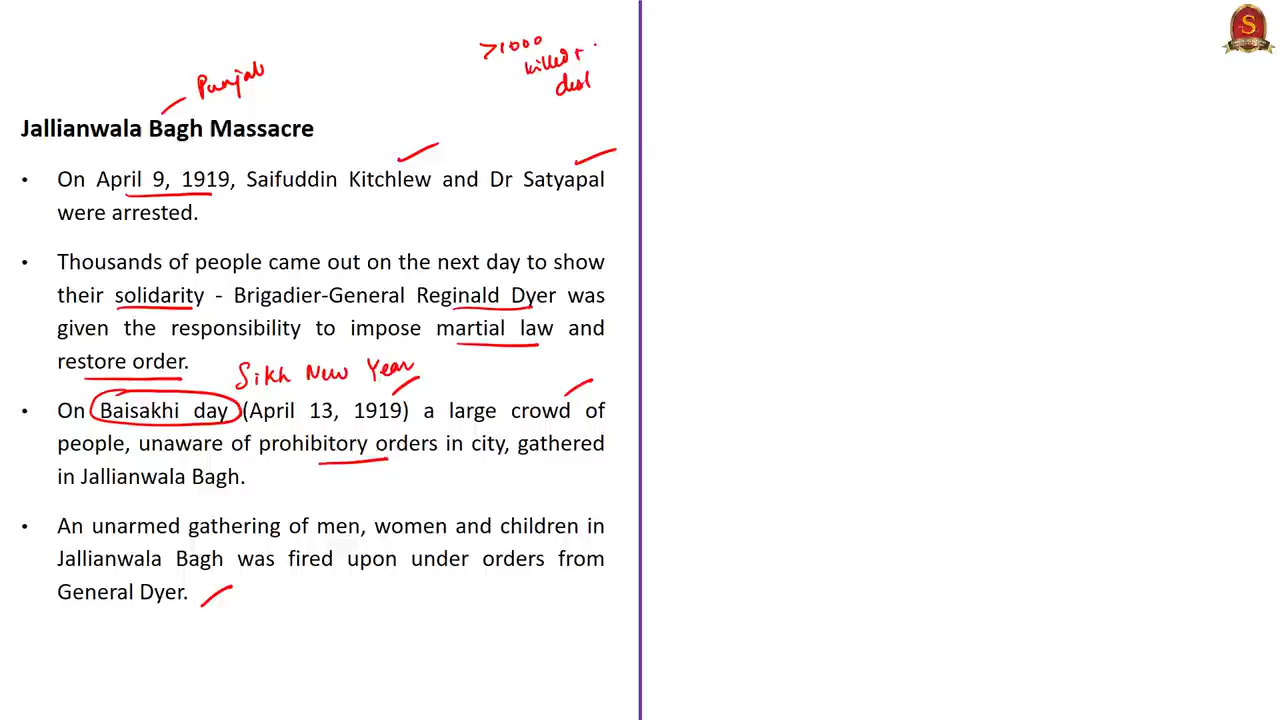 >1000
killed +
Punjab
Jallianwala Bagh Massacre
• On April 9, 1919, Saifuddin Kitchlew and Dr Satyapal
were arrested.
• Thousands of people came out on the next day to show
their solidarity - Brigadier-General Reginald Dyer was
given the responsibility to impose martial law and
restore order.
Sikh New Year
• On Baisakhi day (April 13, 1919) a large crowd of
people, unaware of prohibitory orders in city, gathered
in Jallianwala Bagh.
• An unarmed gathering of men, women and children in
Jallianwala Bagh was fired upon under orders from
General Dyer.
S